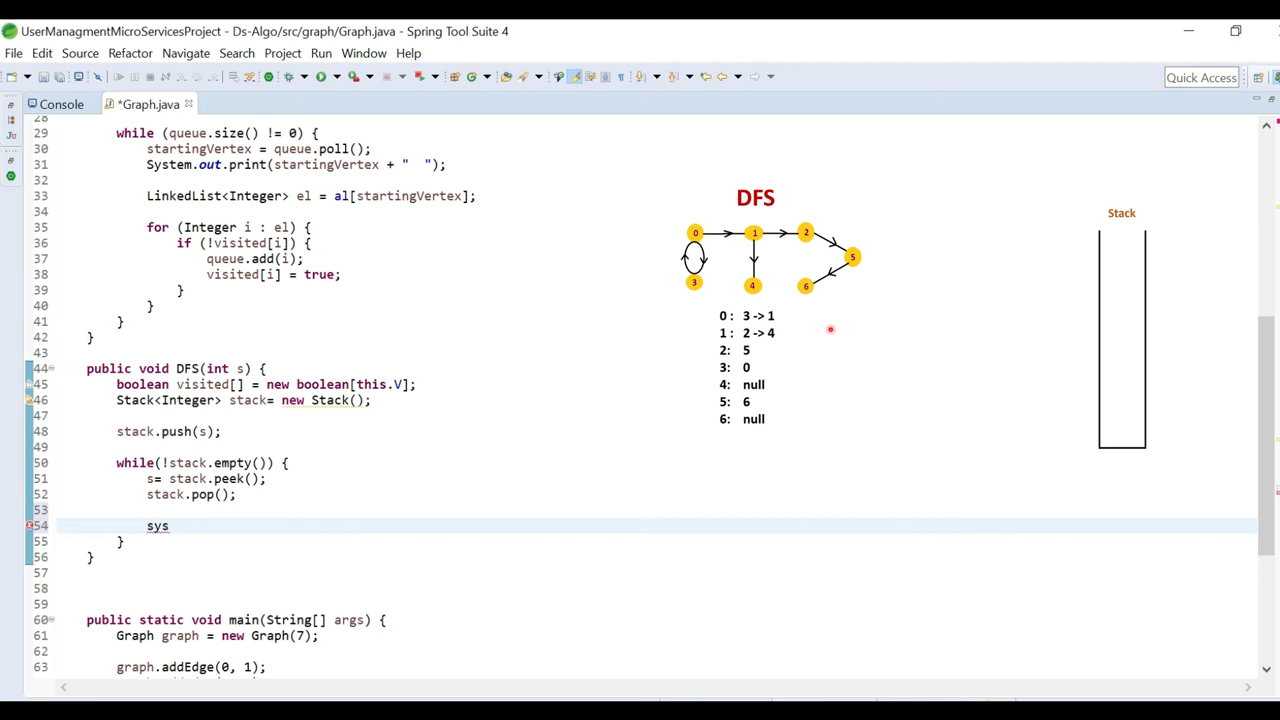 UserManagmentMicroServicesProject - Ds-Algo/src/graph/Graph.java - Spring Tool Suite 4
File Edit Source Refactor Navigate Search Project Run Window Help
Quick Access
Console *Graph.java
28
29 while (queue.size() != 0) {
30 startingVertex = queue.poll();
31 System.out.print(startingVertex + "  ");
32
33 LinkedList<Integer> el = al[startingVertex];
34
35 for (Integer i : el) {
36 if (!visited[i]) {
37 queue.add(i);
38 visited[i] = true;
39 }
40 }
41 }
42 }
43
44 public void DFS(int s) {
45 boolean visited[] = new boolean[this.V];
46 Stack<Integer> stack= new Stack();
47
48 stack.push(s);
49
50 while(!stack.empty()) {
51 s= stack.peek();
52 stack.pop();
53
54 sys
55 }
56 }
57
58
59
60 public static void main(String[] args) {
61 Graph graph = new Graph(7);
62
63 graph.addEdge(0, 1);
DFS
0 1 2
5
3 4 6
0 : 3 -> 1
1 : 2 -> 4
2: 5
3: 0
4: null
5: 6
6: null
Stack